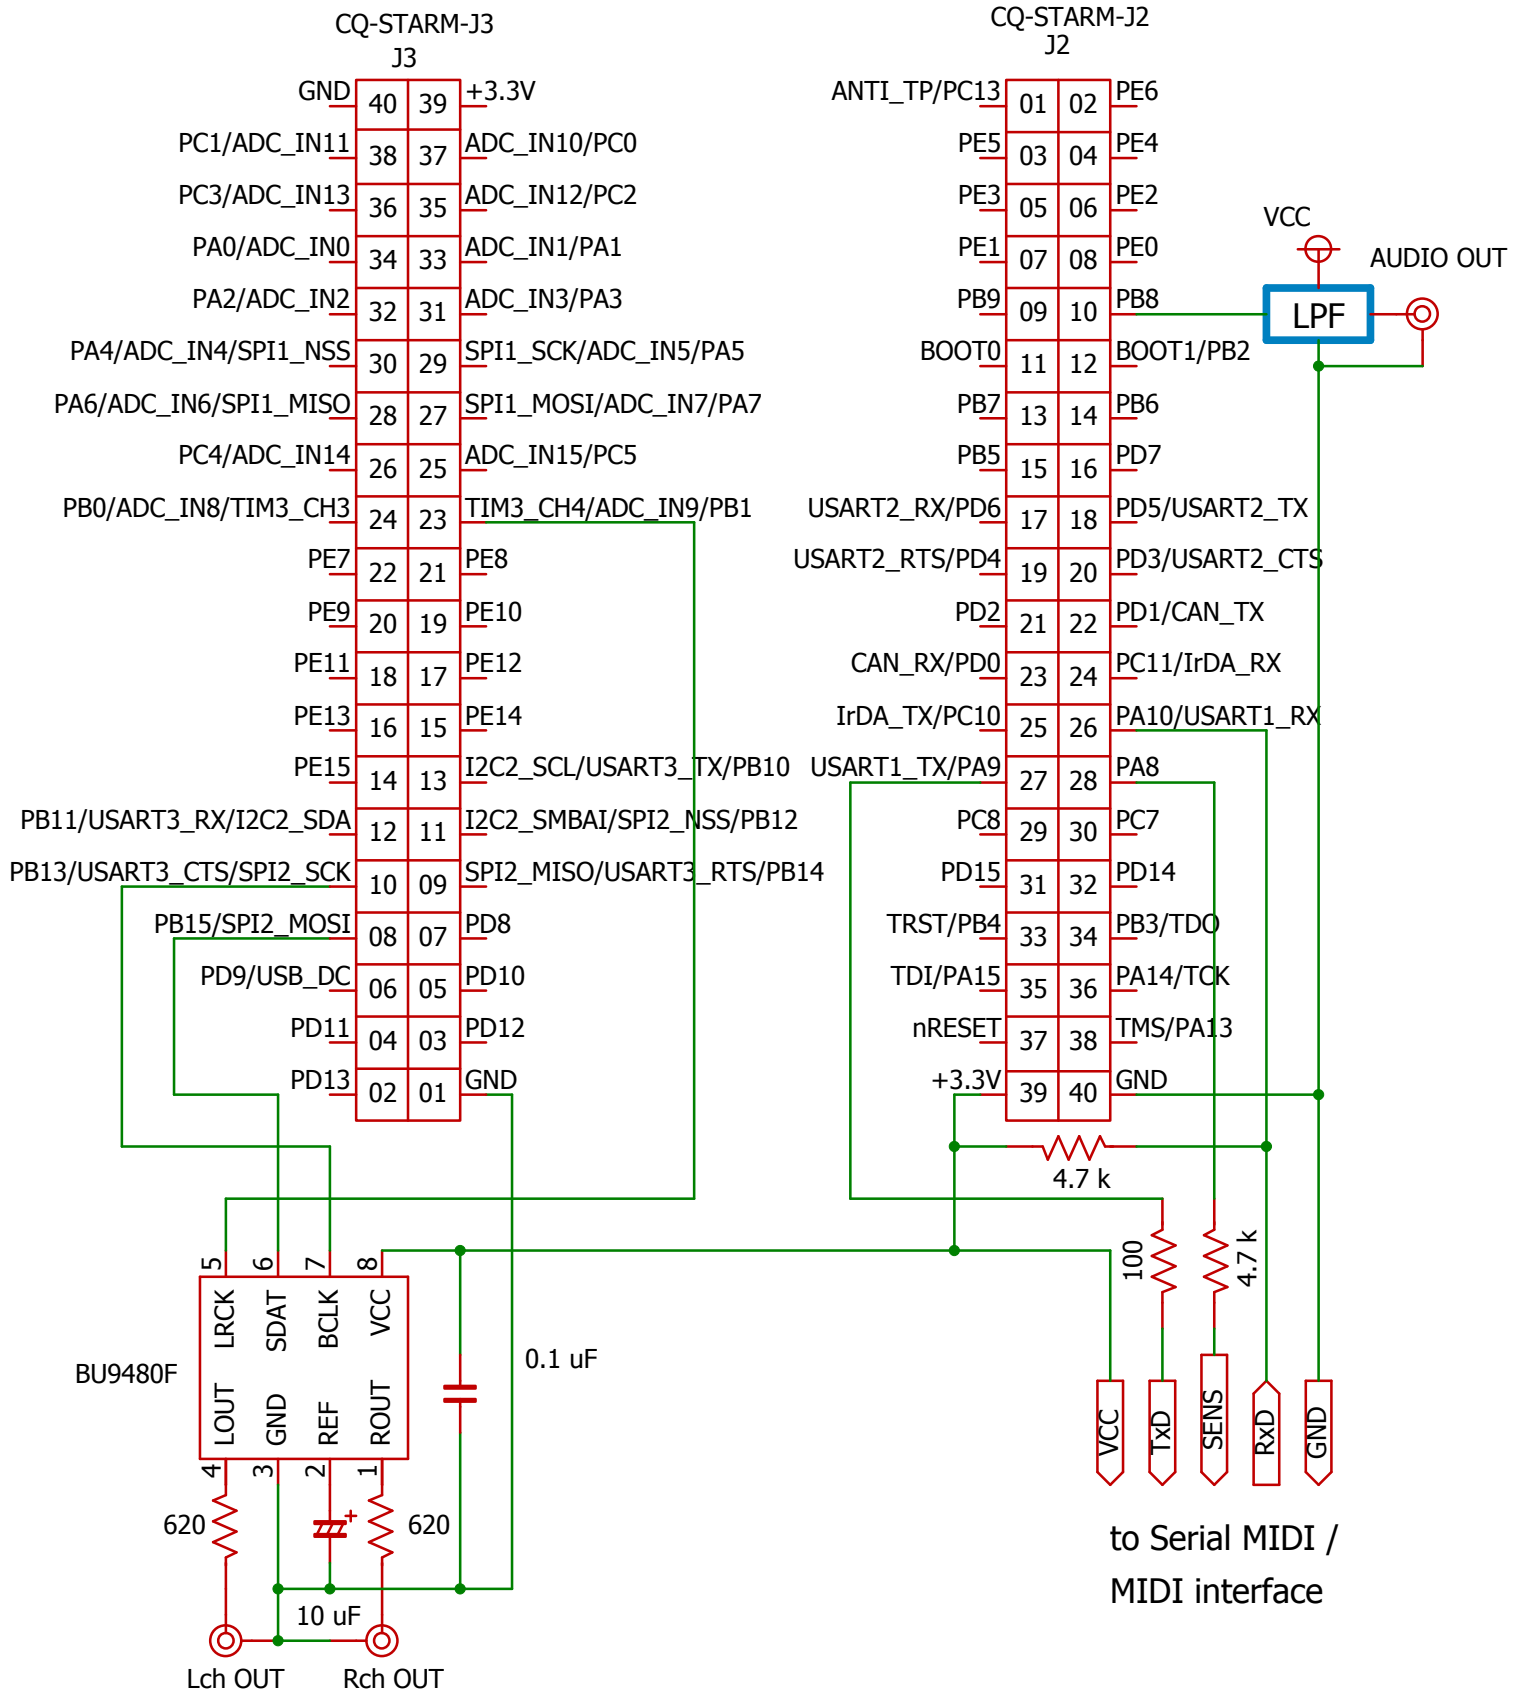 CQ-STARM-J3
J3
GND 40 39 +3.3V
PC1/ADC_IN11 38 37 ADC_IN10/PC0
PC3/ADC_IN13 36 35 ADC_IN12/PC2
PA0/ADC_IN0 34 33 ADC_IN1/PA1
PA2/ADC_IN2 32 31 ADC_IN3/PA3
PA4/ADC_IN4/SPI1_NSS 30 29 SPI1_SCK/ADC_IN5/PA5
PA6/ADC_IN6/SPI1_MISO 28 27 SPI1_MOSI/ADC_IN7/PA7
PC4/ADC_IN14 26 25 ADC_IN15/PC5
PB0/ADC_IN8/TIM3_CH3 24 23 TIM3_CH4/ADC_IN9/PB1
PE7 22 21 PE8
PE9 20 19 PE10
PE11 18 17 PE12
PE13 16 15 PE14
PE15 14 13 I2C2_SCL/USART3_TX/PB10
PB11/USART3_RX/I2C2_SDA 12 11 I2C2_SMBAI/SPI2_NSS/PB12
PB13/USART3_CTS/SPI2_SCK 10 09 SPI2_MISO/USART3_RTS/PB14
PB15/SPI2_MOSI 08 07 PD8
PD9/USB_DC 06 05 PD10
PD11 04 03 PD12
PD13 02 01 GND
CQ-STARM-J2
J2
ANTI_TP/PC13 01 02 PE6
PE5 03 04 PE4
PE3 05 06 PE2
PE1 07 08 PE0
PB9 09 10 PB8
BOOT0 11 12 BOOT1/PB2
PB7 13 14 PB6
PB5 15 16 PD7
USART2_RX/PD6 17 18 PD5/USART2_TX
USART2_RTS/PD4 19 20 PD3/USART2_CTS
PD2 21 22 PD1/CAN_TX
CAN_RX/PD0 23 24 PC11/IrDA_RX
IrDA_TX/PC10 25 26 PA10/USART1_RX
USART1_TX/PA9 27 28 PA8
PC8 29 30 PC7
PD15 31 32 PD14
TRST/PB4 33 34 PB3/TDO
TDI/PA15 35 36 PA14/TCK
nRESET 37 38 TMS/PA13
+3.3V 39 40 GND
VCC
AUDIO OUT
LPF
4.7 k
100
4.7 k
5 6 7 8
LRCK SDAT BCLK VCC
BU9480F
LOUT GND REF ROUT
4 3 2 1
0.1 uF
620
+
620
10 uF
Lch OUT
Rch OUT
VCC
TxD
SENS
RxD
GND
to Serial MIDI /
MIDI interface